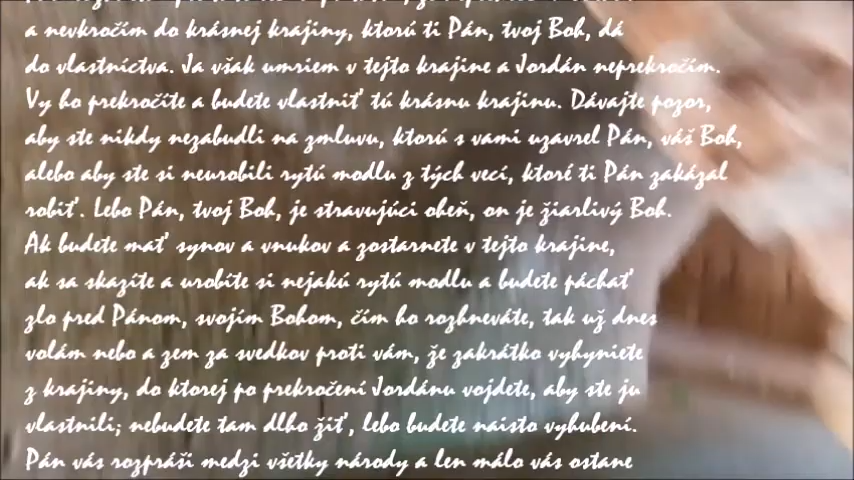 a nevkročím do krásnej krajiny, ktorú ti Pán, tvoj Boh, dá
do vlastníctva. Ja však umriem v tejto krajine a Jordán neprekročím.
Vy ho prekročíte a budete vlastniť tú krásnu krajinu. Dávajte pozor,
aby ste nikdy nezabudli na zmluvu, ktorú s vami uzavrel Pán, váš Boh,
alebo aby ste si neurobili rytú modlu z tých vecí, ktoré ti Pán zakázal
robiť. Lebo Pán, tvoj Boh, je stravujúci oheň, on je žiarlivý Boh.
Ak budete mať synov a vnukov a zostarnete v tejto krajine,
ak sa skazíte a urobíte si nejakú rytú modlu a budete páchať
zlo pred Pánom, svojím Bohom, čím ho rozhneváte, tak už dnes
volám nebo a zem za svedkov proti vám, že zakrátko vyhyniete
z krajiny, do ktorej po prekročení Jordánu vojdete, aby ste ju
vlastnili; nebudete tam dlho žiť, lebo budete naisto vyhubení.
Pán vás rozpráši medzi všetky národy a len málo vás ostane